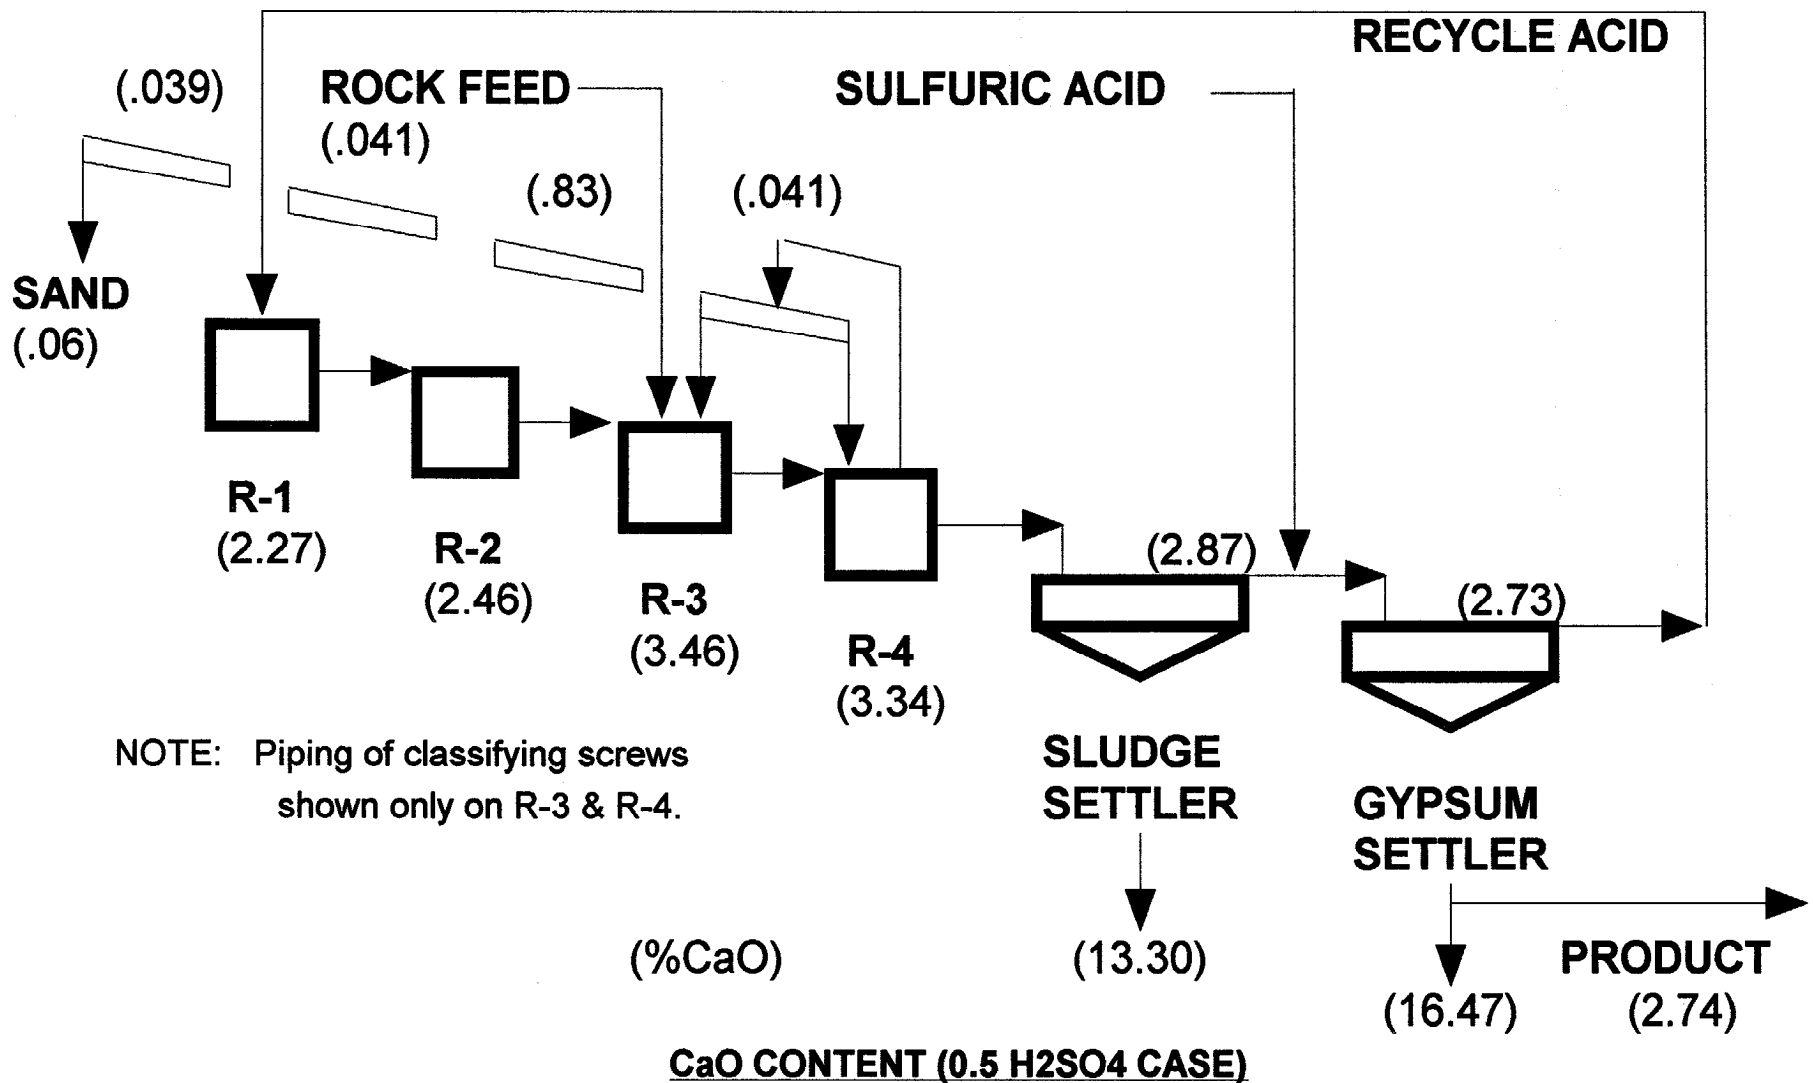 RECYCLE ACID
(.039)
ROCK FEED
(.041)
SULFURIC ACID
(.83)
(.041)
SAND
(.06)
R-1
(2.27)
R-2
(2.46)
R-3
(3.46)
R-4
(3.34)
(2.87)
(2.73)
NOTE: Piping of classifying screws
shown only on R-3 & R-4.
SLUDGE
SETTLER
GYPSUM
SETTLER
(%CaO)
(13.30)
PRODUCT
(16.47)
(2.74)
CaO CONTENT (0.5 H2SO4 CASE)